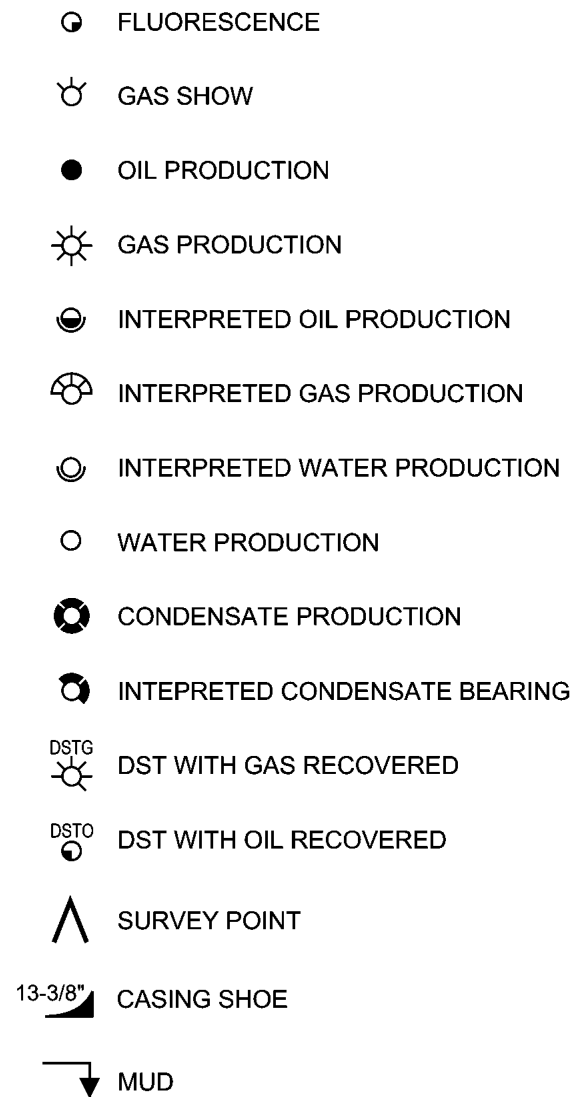 FLUORESCENCE
GAS SHOW
OIL PRODUCTION
GAS PRODUCTION
INTERPRETED OIL PRODUCTION
INTERPRETED GAS PRODUCTION
INTERPRETED WATER PRODUCTION
WATER PRODUCTION
CONDENSATE PRODUCTION
INTEPRETED CONDENSATE BEARING
DSTG DST WITH GAS RECOVERED
DSTO DST WITH OIL RECOVERED
SURVEY POINT
13-3/8" CASING SHOE
MUD